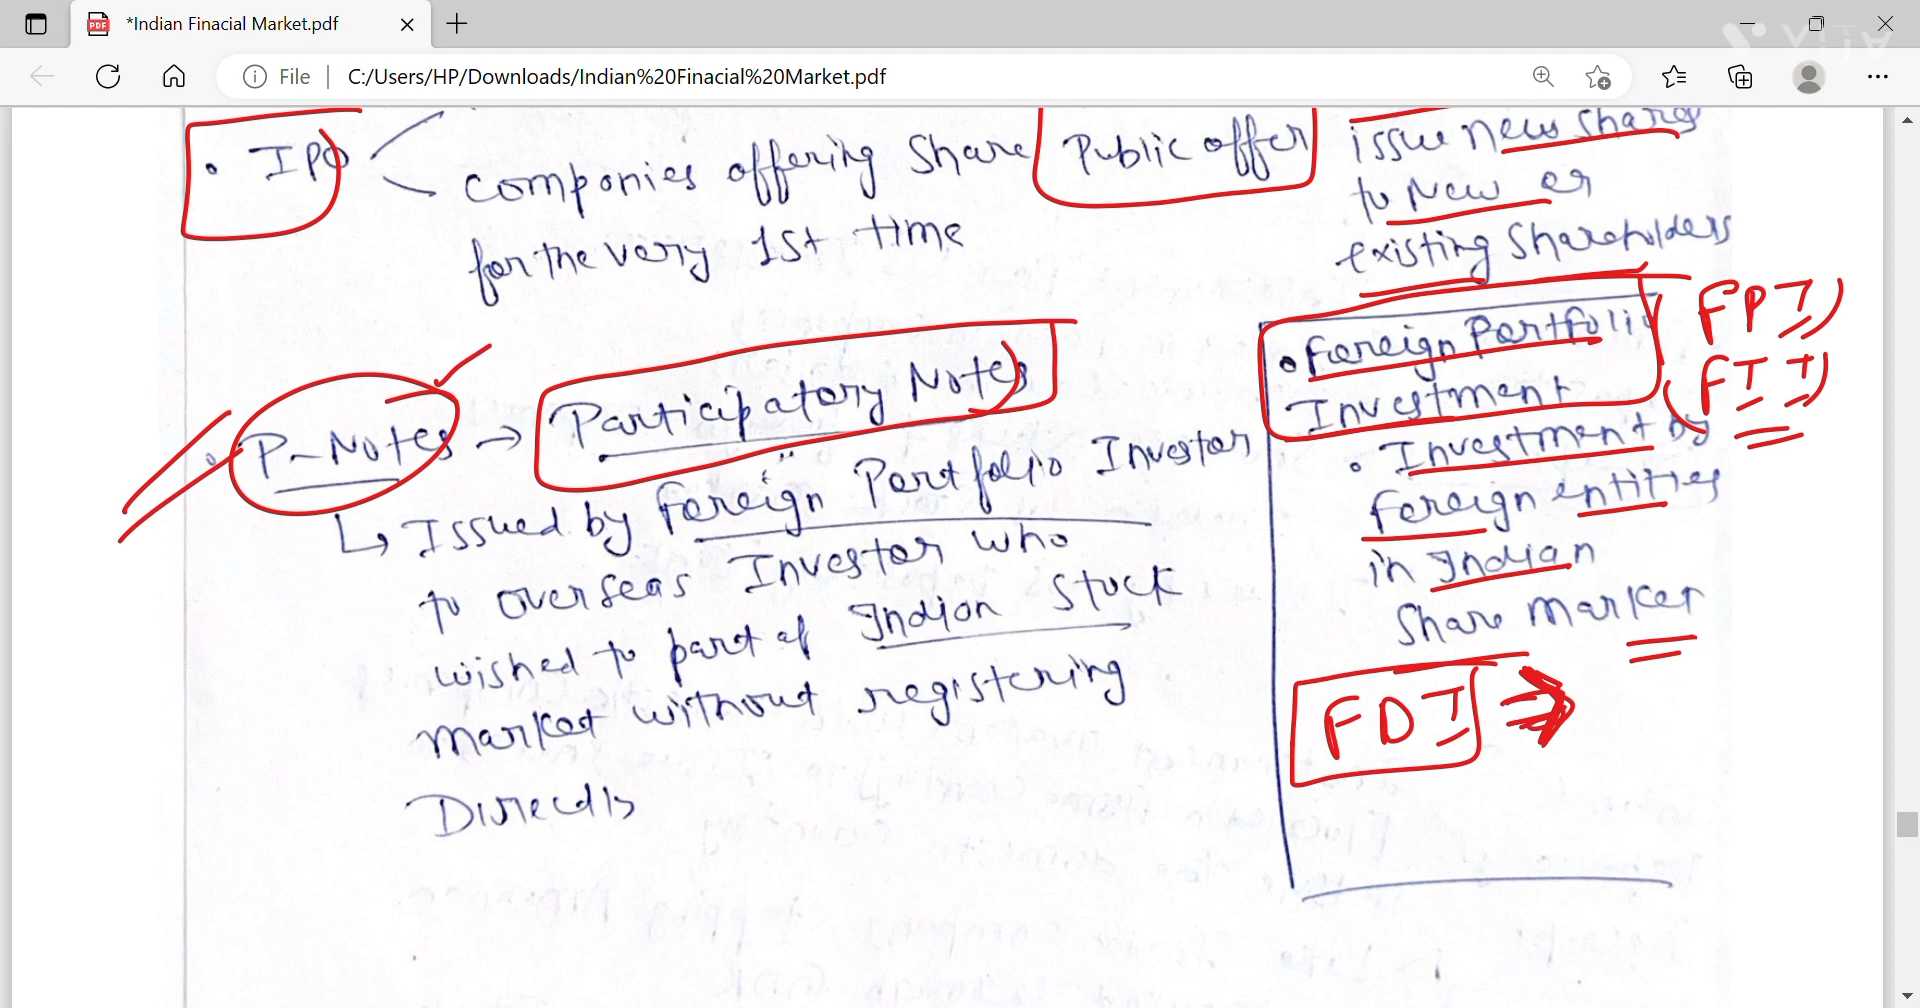 *Indian Finacial Market.pdf
File
C:/Users/HP/Downloads/Indian%20Finacial%20Market.pdf
VITA
• IPO
companies offering Share
for the very 1st time
Public offer
issue new shares
to New or
existing Shareholders
• P-Notes → Participatory Notes
↳ Issued by Foreign Portfolio Investor
to overseas Investor who
wished to part of Indian Stock
market without registering
Directly
• Foreign Portfolio
Investment
(FPI)
(FII)
• Investment by
foreign entities
in Indian
Share market
FDI ⇒